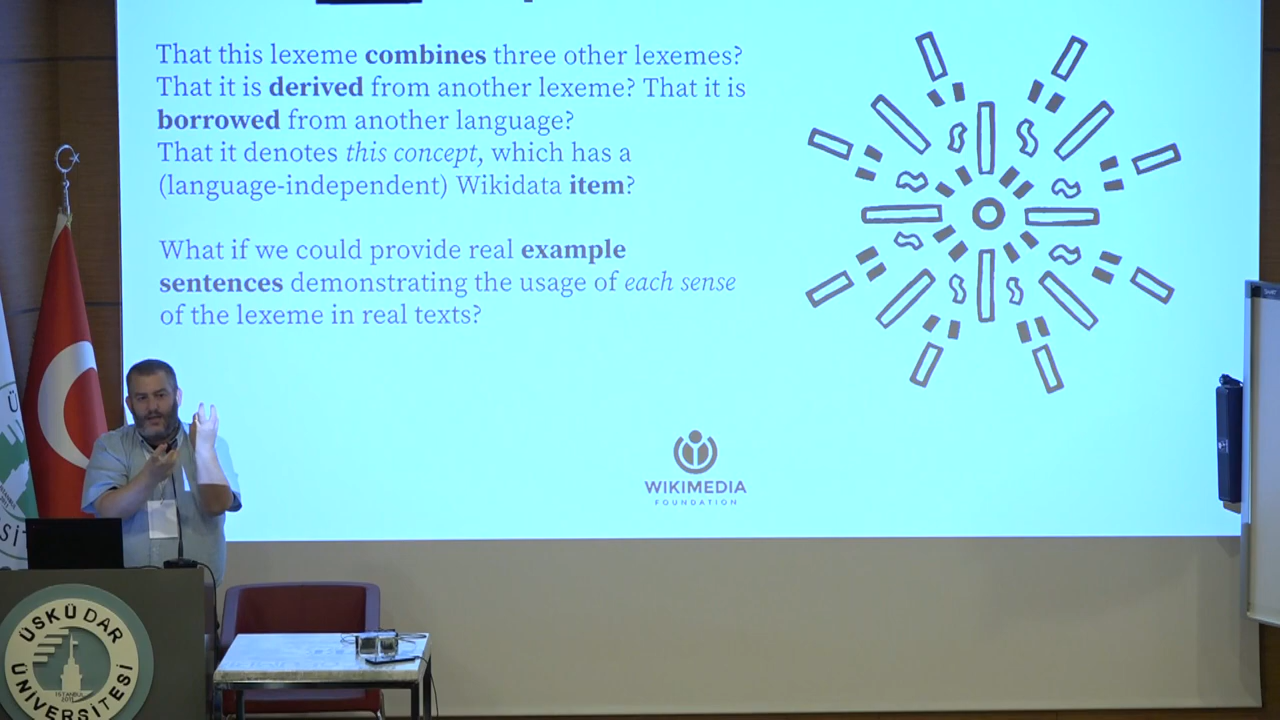 That this lexeme combines three other lexemes?
That it is derived from another lexeme? That it is
borrowed from another language?
That it denotes this concept, which has a
(language-independent) Wikidata item?
What if we could provide real example
sentences demonstrating the usage of each sense
of the lexeme in real texts?
WIKIMEDIA
FOUNDATION
ÜSKÜDAR
ÜNİVERSİTESİ
İSTANBUL
2011